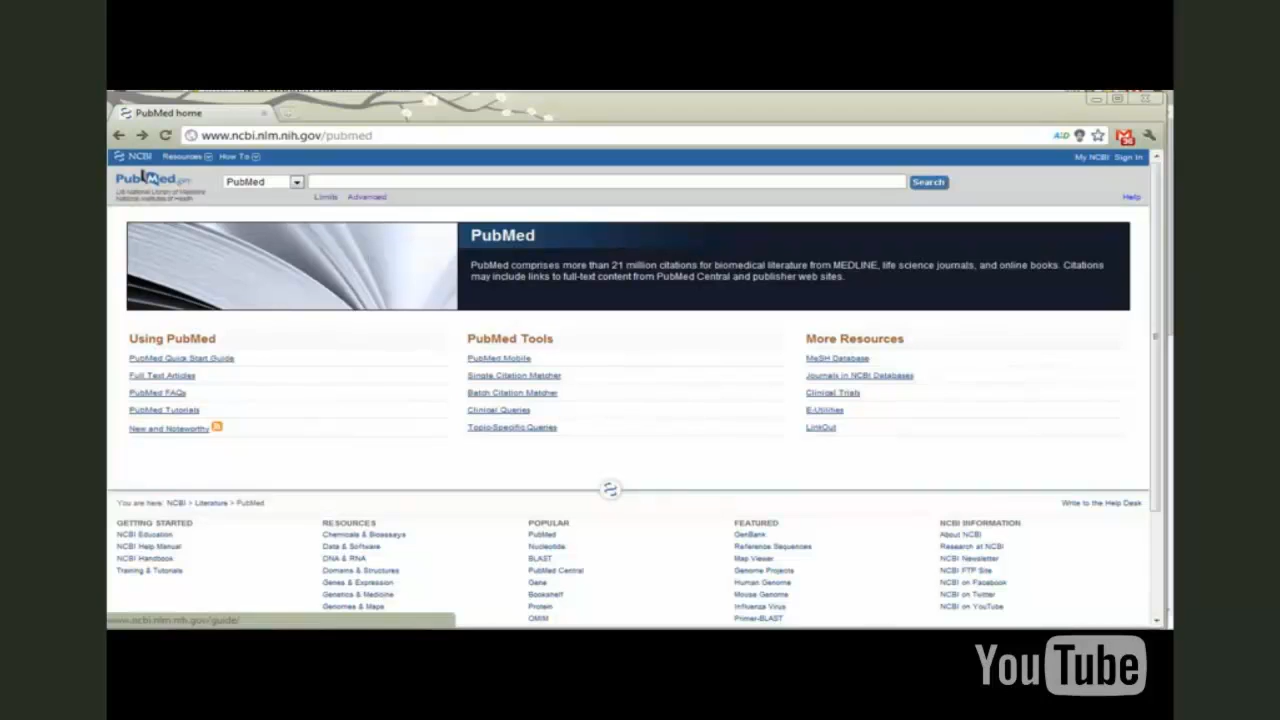 PubMed home
www.ncbi.nlm.nih.gov/pubmed
NCBI Resources How To My NCBI Sign In
PubMed.gov PubMed Search
US National Library of Medicine
National Institutes of Health
Limits Advanced Help
PubMed
PubMed comprises more than 21 million citations for biomedical literature from MEDLINE, life science journals, and online books. Citations
may include links to full-text content from PubMed Central and publisher web sites.
Using PubMed
PubMed Quick Start Guide
Full Text Articles
PubMed FAQs
PubMed Tutorials
New and Noteworthy
PubMed Tools
PubMed Mobile
Single Citation Matcher
Batch Citation Matcher
Clinical Queries
Topic-Specific Queries
More Resources
MeSH Database
Journals in NCBI Databases
Clinical Trials
E-Utilities
LinkOut
You are here: NCBI > Literature > PubMed Write to the Help Desk
GETTING STARTED
NCBI Education
NCBI Help Manual
NCBI Handbook
Training & Tutorials
RESOURCES
Chemicals & Bioassays
Data & Software
DNA & RNA
Domains & Structures
Genes & Expression
Genetics & Medicine
Genomes & Maps
POPULAR
PubMed
Nucleotide
BLAST
PubMed Central
Gene
Bookshelf
Protein
OMIM
FEATURED
GenBank
Reference Sequences
Map Viewer
Genome Projects
Human Genome
Mouse Genome
Influenza Virus
Primer-BLAST
NCBI INFORMATION
About NCBI
Research at NCBI
NCBI Newsletter
NCBI FTP Site
NCBI on Facebook
NCBI on Twitter
NCBI on YouTube
www.ncbi.nlm.nih.gov/guide/
YouTube